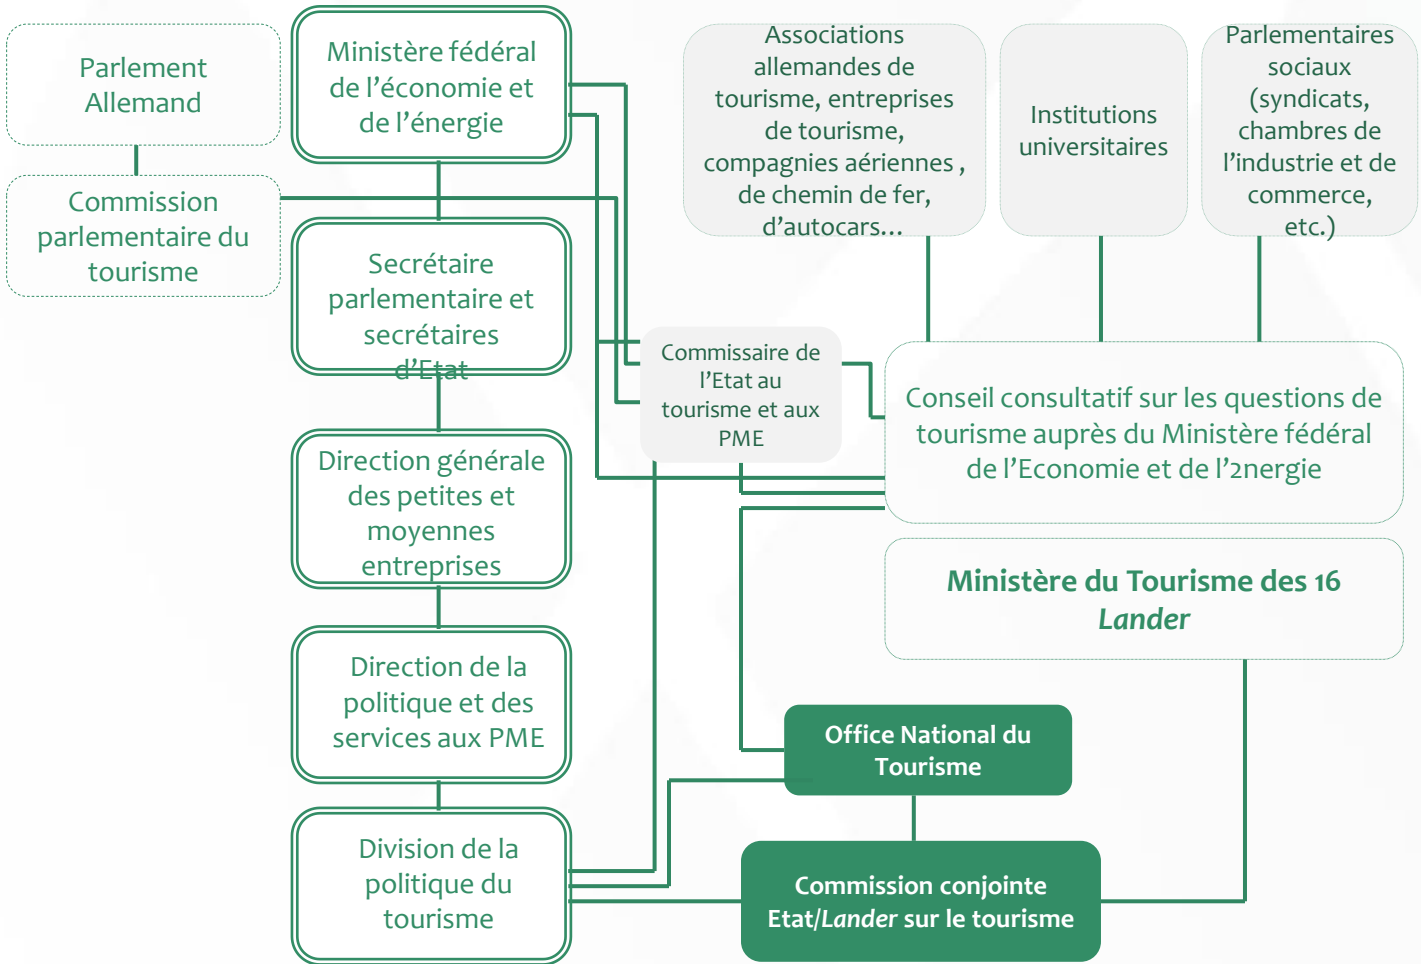 Parlement
Allemand
Commission
parlementaire du
tourisme
Ministère fédéral
de l’économie et
de l’énergie
Secrétaire
parlementaire et
secrétaires
d’Etat
Direction générale
des petites et
moyennes
entreprises
Direction de la
politique et des
services aux PME
Division de la
politique du
tourisme
Associations
allemandes de
tourisme, entreprises
de tourisme,
compagnies aériennes ,
de chemin de fer,
d’autocars…
Institutions
universitaires
Parlementaires
sociaux
(syndicats,
chambres de
l’industrie et de
commerce,
etc.)
Commissaire de
l’Etat au
tourisme et aux
PME
Conseil consultatif sur les questions de
tourisme auprès du Ministère fédéral
de l’Economie et de l’2nergie
Ministère du Tourisme des 16
Lander
Office National du
Tourisme
Commission conjointe
Etat/Lander sur le tourisme